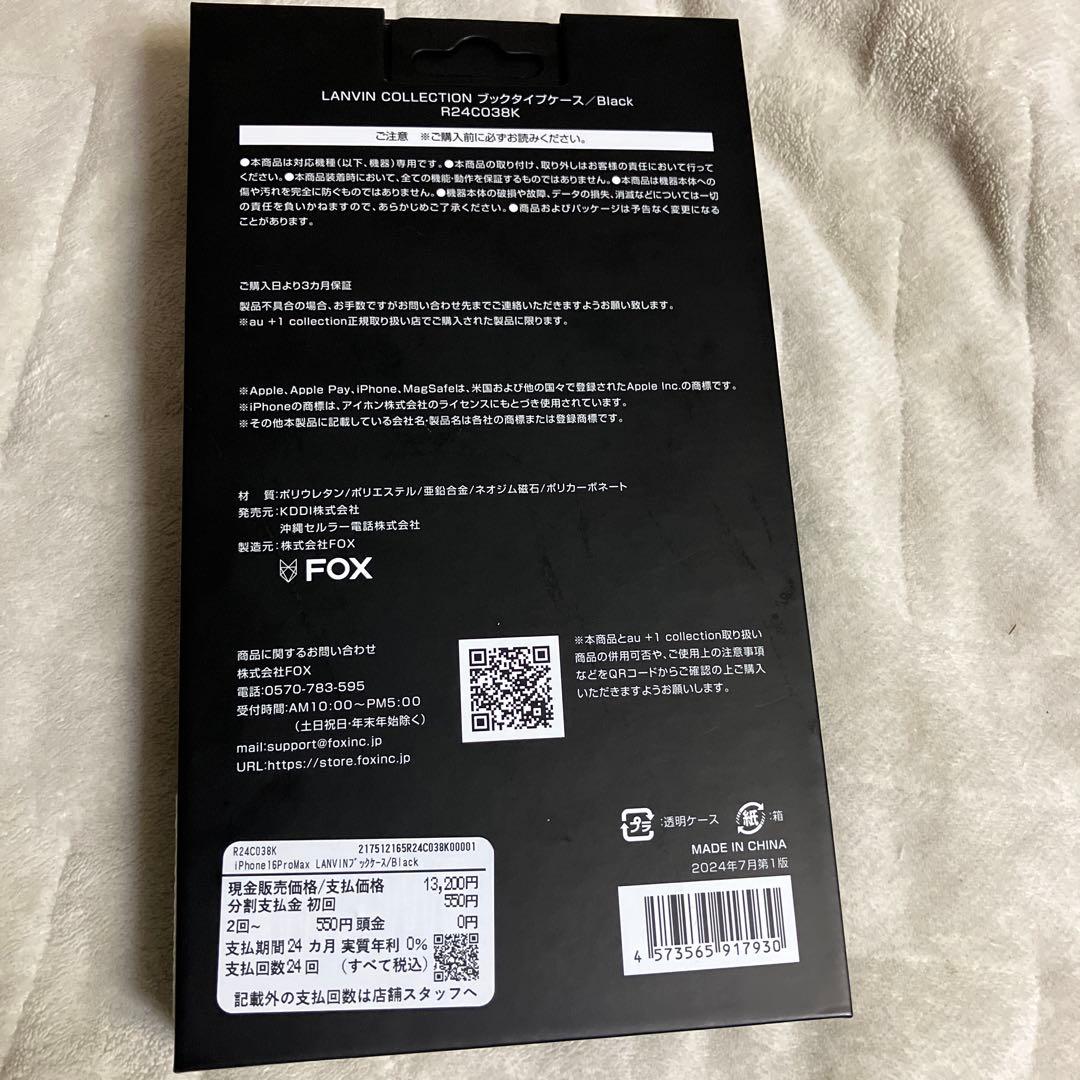 LANVIN COLLECTION ブックタイプケース／Black
R24C038K
ご注意　※ご購入前に必ずお読みください。
●本商品は対応機種（以下、機器）専用です。●本商品の取り付け、取り外しはお客様の責任において行って
ください。●本商品装着時において、全ての機能・動作を保証するものではありません。●本商品は機器本体への
傷や汚れを完全に防ぐものではありません。●機器本体の破損や故障、データの損失、消滅などについては一切
の責任を負いかねますので、あらかじめご了承ください。●商品およびパッケージは予告なく変更になる
ことがあります。
ご購入日より3カ月保証
製品不具合の場合、お手数ですがお問い合わせ先までご連絡いただきますようお願い致します。
※au +1 collection正規取り扱い店でご購入された製品に限ります。
※Apple、Apple Pay、iPhone、MagSafeは、米国および他の国々で登録されたApple Inc.の商標です。
※iPhoneの商標は、アイホン株式会社のライセンスにもとづき使用されています。
※その他本製品に記載している会社名・製品名は各社の商標または登録商標です。
材　質：ポリウレタン/ポリエステル/亜鉛合金/ネオジム磁石/ポリカーボネート
発売元：KDDI株式会社
沖縄セルラー電話株式会社
製造元：株式会社FOX
FOX
商品に関するお問い合わせ
株式会社FOX
電話:0570-783-595
受付時間:AM10:00～PM5:00
（土日祝日・年末年始除く）
mail:support@foxinc.jp
URL:https://store.foxinc.jp
※本商品とau +1 collection取り扱い
商品の併用可否や、ご使用上の注意事項
などをQRコードからご確認の上ご購入
いただきますようお願いします。
プラ :透明ケース 紙 :箱
MADE IN CHINA
2024年7月第1版
4 573565 917930
R24C038K 217512165R24C038K00001
iPhone16ProMax LANVINﾌﾞｯｸｹｰｽ/Black
現金販売価格/支払価格 13,200円
分割支払金 初回 550円
2回~ 550円 頭金 0円
支払期間 24 カ月 実質年利 0%
支払回数 24 回 （すべて税込）
記載外の支払回数は店舗スタッフへ